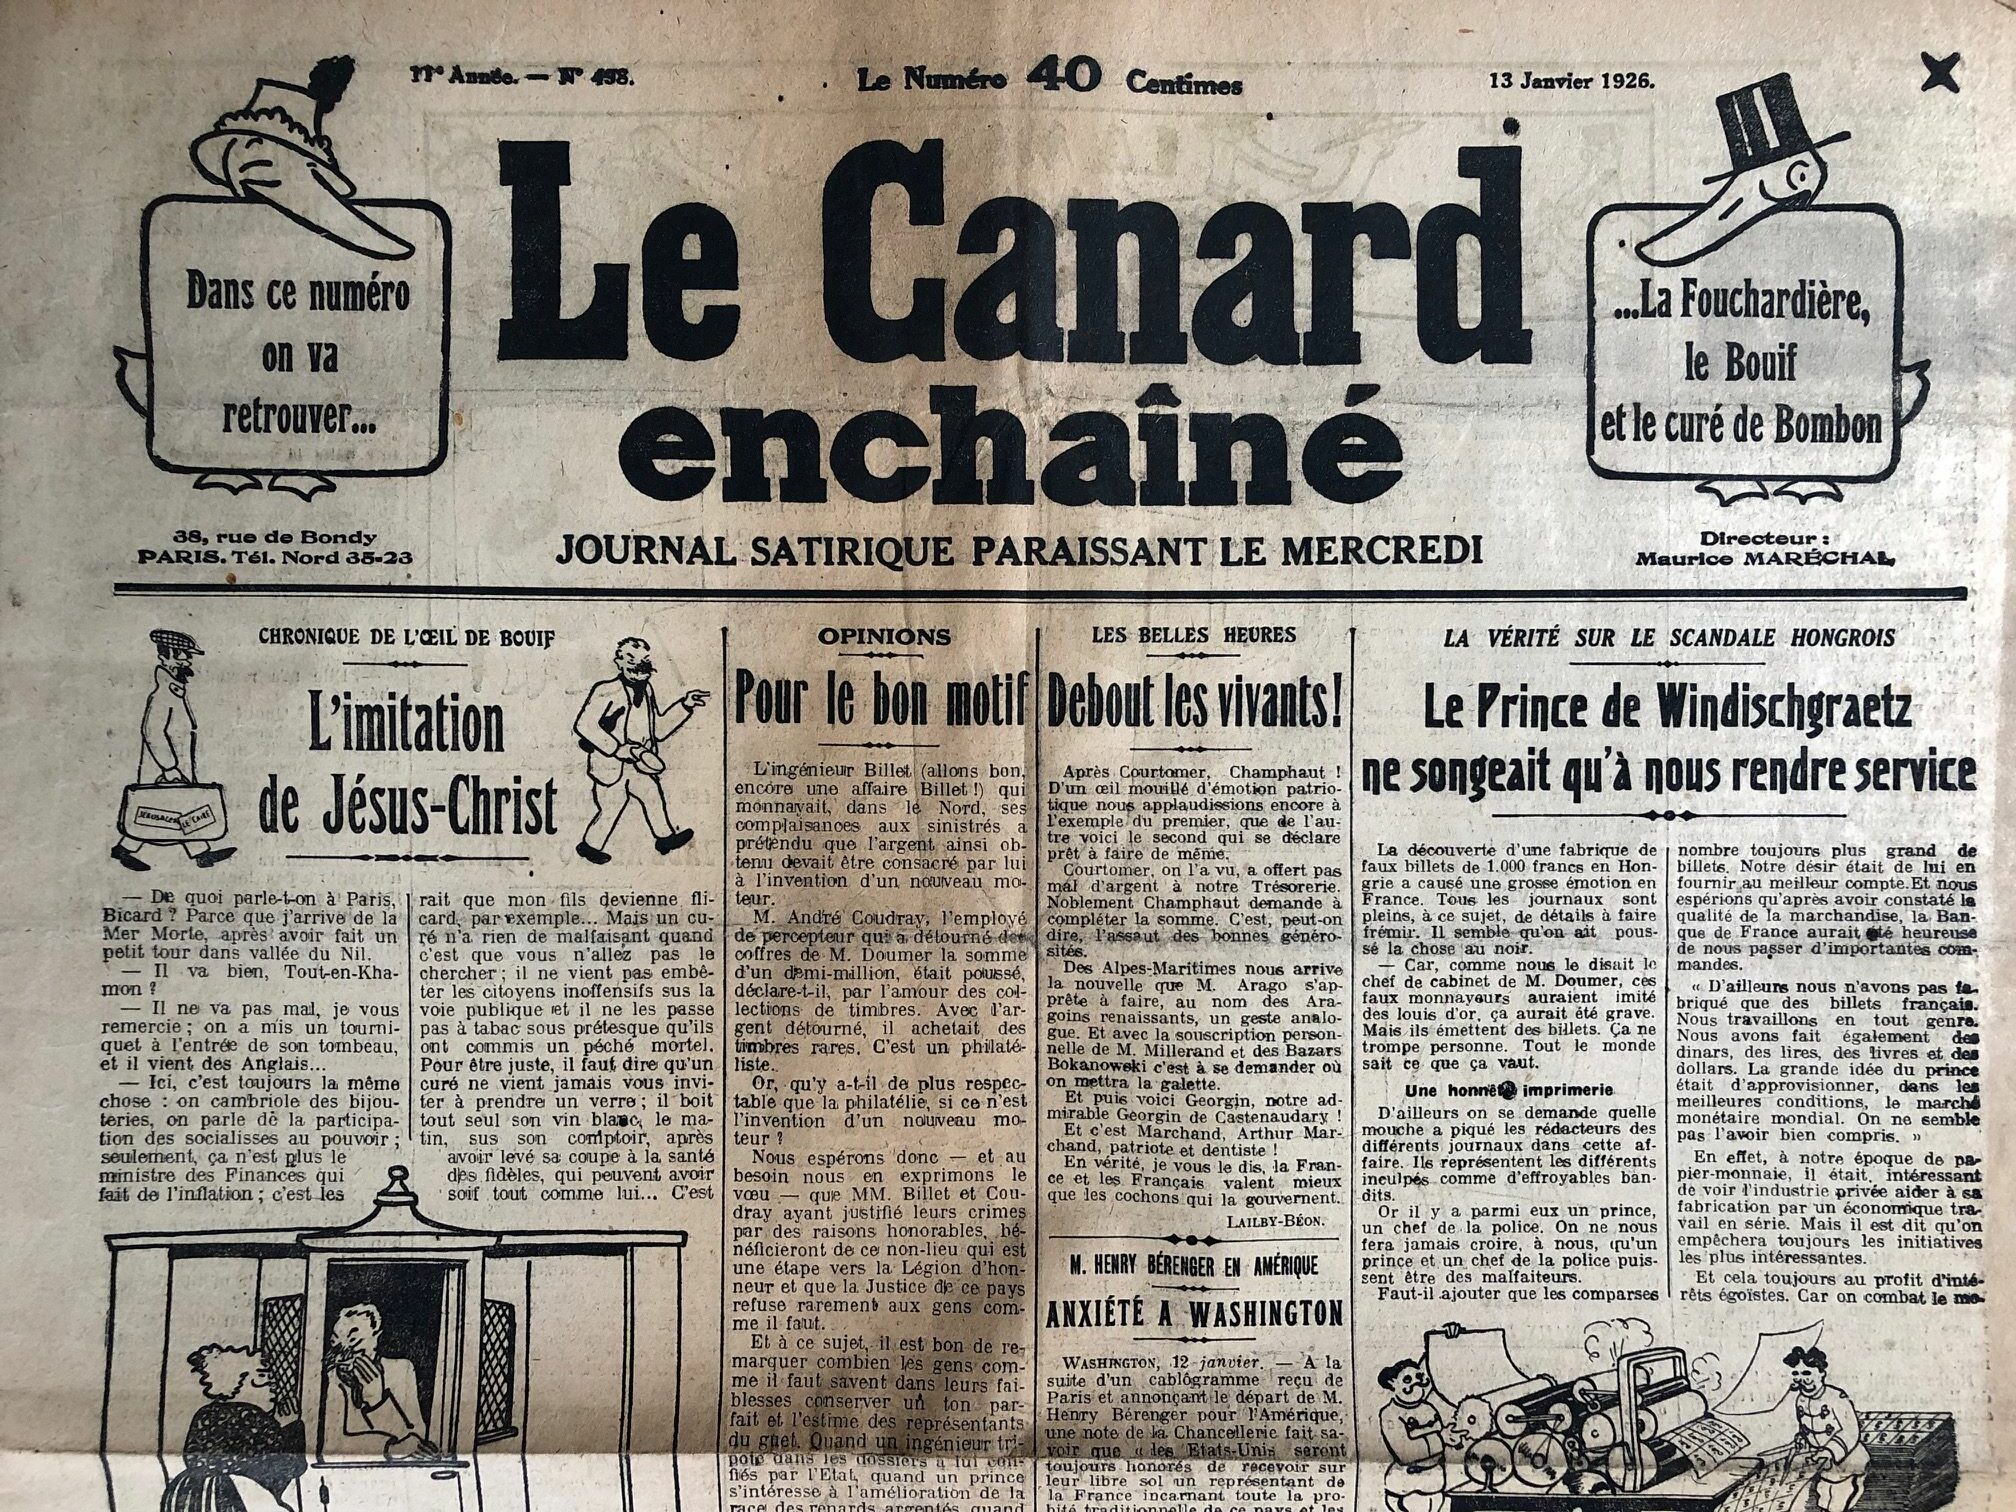 11e Année. — N° 498.
Le Numéro 40 Centimes
13 Janvier 1926.
Dans ce numéro
on va
retrouver...
Le Canard
enchaîné
...La Fouchardière,
le Bouif
et le curé de Bombon
38, rue de Bondy
PARIS. Tél. Nord 35-23
JOURNAL SATIRIQUE PARAISSANT LE MERCREDI
Directeur :
Maurice MARÉCHAL
CHRONIQUE DE L'ŒIL DE BOUIF
L'imitation
de Jésus-Christ
JERUSALEM
LE CAIRE
— De quoi parle-t-on à Paris,
Bicard ? Parce que j'arrive de la
Mer Morte, après avoir fait un
petit tour dans vallée du Nil.
— Il va bien, Tout-en-Kha-
mon ?
— Il ne va pas mal, je vous
remercie ; on a mis un tourni-
quet à l'entrée de son tombeau,
et il vient des Anglais...
— Ici, c'est toujours la même
chose : on cambriole des bijou-
teries, on parle de la participa-
tion des socialisses au pouvoir ;
seulement, ça n'est plus le
ministre des Finances qui
fait de l'inflation ; c'est les
rait que mon fils devienne fli-
card, par exemple... Mais un cu-
ré n'a rien de malfaisant quand
c'est que vous n'allez pas le
chercher ; il ne vient pas embê-
ter les citoyens inoffensifs sus la
voie publique et il ne les passe
pas à tabac sous prétesque qu'ils
ont commis un péché mortel.
Pour être juste, il faut dire qu'un
curé ne vient jamais vous invi-
ter à prendre un verre ; il boit
tout seul son vin blanc, le ma-
tin, sus son comptoir, après
avoir levé sa coupe à la santé
des fidèles, qui peuvent avoir
soif tout comme lui... C'est
OPINIONS
Pour le bon motif
L'ingénieur Billet (allons bon,
encore une affaire Billet !) qui
monnayait, dans le Nord, ses
complaisances aux sinistrés a
prétendu que l'argent ainsi ob-
tenu devait être consacré par lui
à l'invention d'un nouveau mo-
teur.
M. André Coudray, l'employé
de percepteur qui a détourné des
coffres de M. Doumer la somme
d'un demi-million, était poussé,
déclare-t-il, par l'amour des col-
lections de timbres. Avec l'ar-
gent détourné, il achetait des
timbres rares. C'est un philaté-
liste.
Or, qu'y a-t-il de plus respec-
table que la philatélie, si ce n'est
l'invention d'un nouveau mo-
teur ?
Nous espérons donc — et au
besoin nous en exprimons le
vœu — que MM. Billet et Cou-
dray ayant justifié leurs crimes
par des raisons honorables, bé-
néficieront de ce non-lieu qui est
une étape vers la Légion d'hon-
neur et que la Justice de ce pays
refuse rarement aux gens com-
me il faut.
Et à ce sujet, il est bon de re-
marquer combien les gens com-
me il faut savent dans leurs fai-
blesses conserver un ton par-
fait et l'estime des représentants
du guet. Quand un ingénieur tri-
pote dans les dossiers à lui con-
fiés par l'Etat, quand un prince
s'intéresse à l'amélioration de la
race des renards argentés, quand
LES BELLES HEURES
Debout les vivants !
Après Courtomer, Champhaut !
D'un œil mouillé d'émotion patrio-
tique nous applaudissions encore à
l'exemple du premier, que de l'au-
tre voici le second qui se déclare
prêt à faire de même.
Courtomer, on l'a vu, a offert pas
mal d'argent à notre Trésorerie.
Noblement Champhaut demande à
compléter la somme. C'est, peut-on
dire, l'assaut des bonnes généro-
sités.
Des Alpes-Maritimes nous arrive
la nouvelle que M. Arago s'ap-
prête à faire, au nom des Ara-
goins renaissants, un geste analo-
gue. Et avec la souscription person-
nelle de M. Millerand et des Bazars
Bokanowski c'est à se demander où
on mettra la galette.
Et puis voici Georgin, notre ad-
mirable Georgin de Castenaudary !
Et c'est Marchand, Arthur Mar-
chand, patriote et dentiste !
En vérité, je vous le dis, la Fran-
ce et les Français valent mieux
que les cochons qui la gouvernent.
LAILBY-BÉON.
M. HENRY BÉRENGER EN AMÉRIQUE
ANXIÉTÉ A WASHINGTON
WASHINGTON, 12 janvier. — A la
suite d'un cablôgramme reçu de
Paris et annonçant le départ de M.
Henry Bérenger pour l'Amérique,
une note de la Chancellerie fait sa-
voir que « les Etats-Unis seront
toujours honorés de recevoir sur
leur libre sol un représentant de
la France incarnant toute la pro-
bité traditionnelle de ce pays et les
LA VÉRITÉ SUR LE SCANDALE HONGROIS
Le Prince de Windischgraetz
ne songeait qu'à nous rendre service
La découverte d'une fabrique de
faux billets de 1.000 francs en Hon-
grie a causé une grosse émotion en
France. Tous les journaux sont
pleins, à ce sujet, de détails à faire
frémir. Il semble qu'on ait pous-
sé la chose au noir.
— Car, comme nous le disait le
chef de cabinet de M. Doumer, ces
faux monnayeurs auraient imité
des louis d'or, ça aurait été grave.
Mais ils émettent des billets. Ça ne
trompe personne. Tout le monde
sait ce que ça vaut.
Une honnête imprimerie
D'ailleurs on se demande quelle
mouche a piqué les rédacteurs des
différents journaux dans cette af-
faire. Ils représentent les différents
inculpés comme d'effroyables ban-
dits.
Or il y a parmi eux un prince,
un chef de la police. On ne nous
fera jamais croire, à nous, qu'un
prince et un chef de la police puis-
sent être des malfaiteurs.
Faut-il ajouter que les comparses
nombre toujours plus grand de
billets. Notre désir était de lui en
fournir au meilleur compte. Et nous
espérions qu'après avoir constaté la
qualité de la marchandise, la Ban-
que de France aurait été heureuse
de nous passer d'importantes com-
mandes.
« D'ailleurs nous n'avons pas fa-
briqué que des billets français.
Nous travaillons en tout genre.
Nous avons fait également des
dinars, des lires, des livres et des
dollars. La grande idée du prince
était d'approvisionner, dans les
meilleures conditions, le marché
monétaire mondial. On ne semble
pas l'avoir bien compris. »
En effet, à notre époque de pa-
pier-monnaie, il était intéressant
de voir l'industrie privée aider à sa
fabrication par un économique tra-
vail en série. Mais il est dit qu'on
empêchera toujours les initiatives
les plus intéressantes.
Et cela toujours au profit d'inté-
rêts égoïstes. Car on combat le mo-